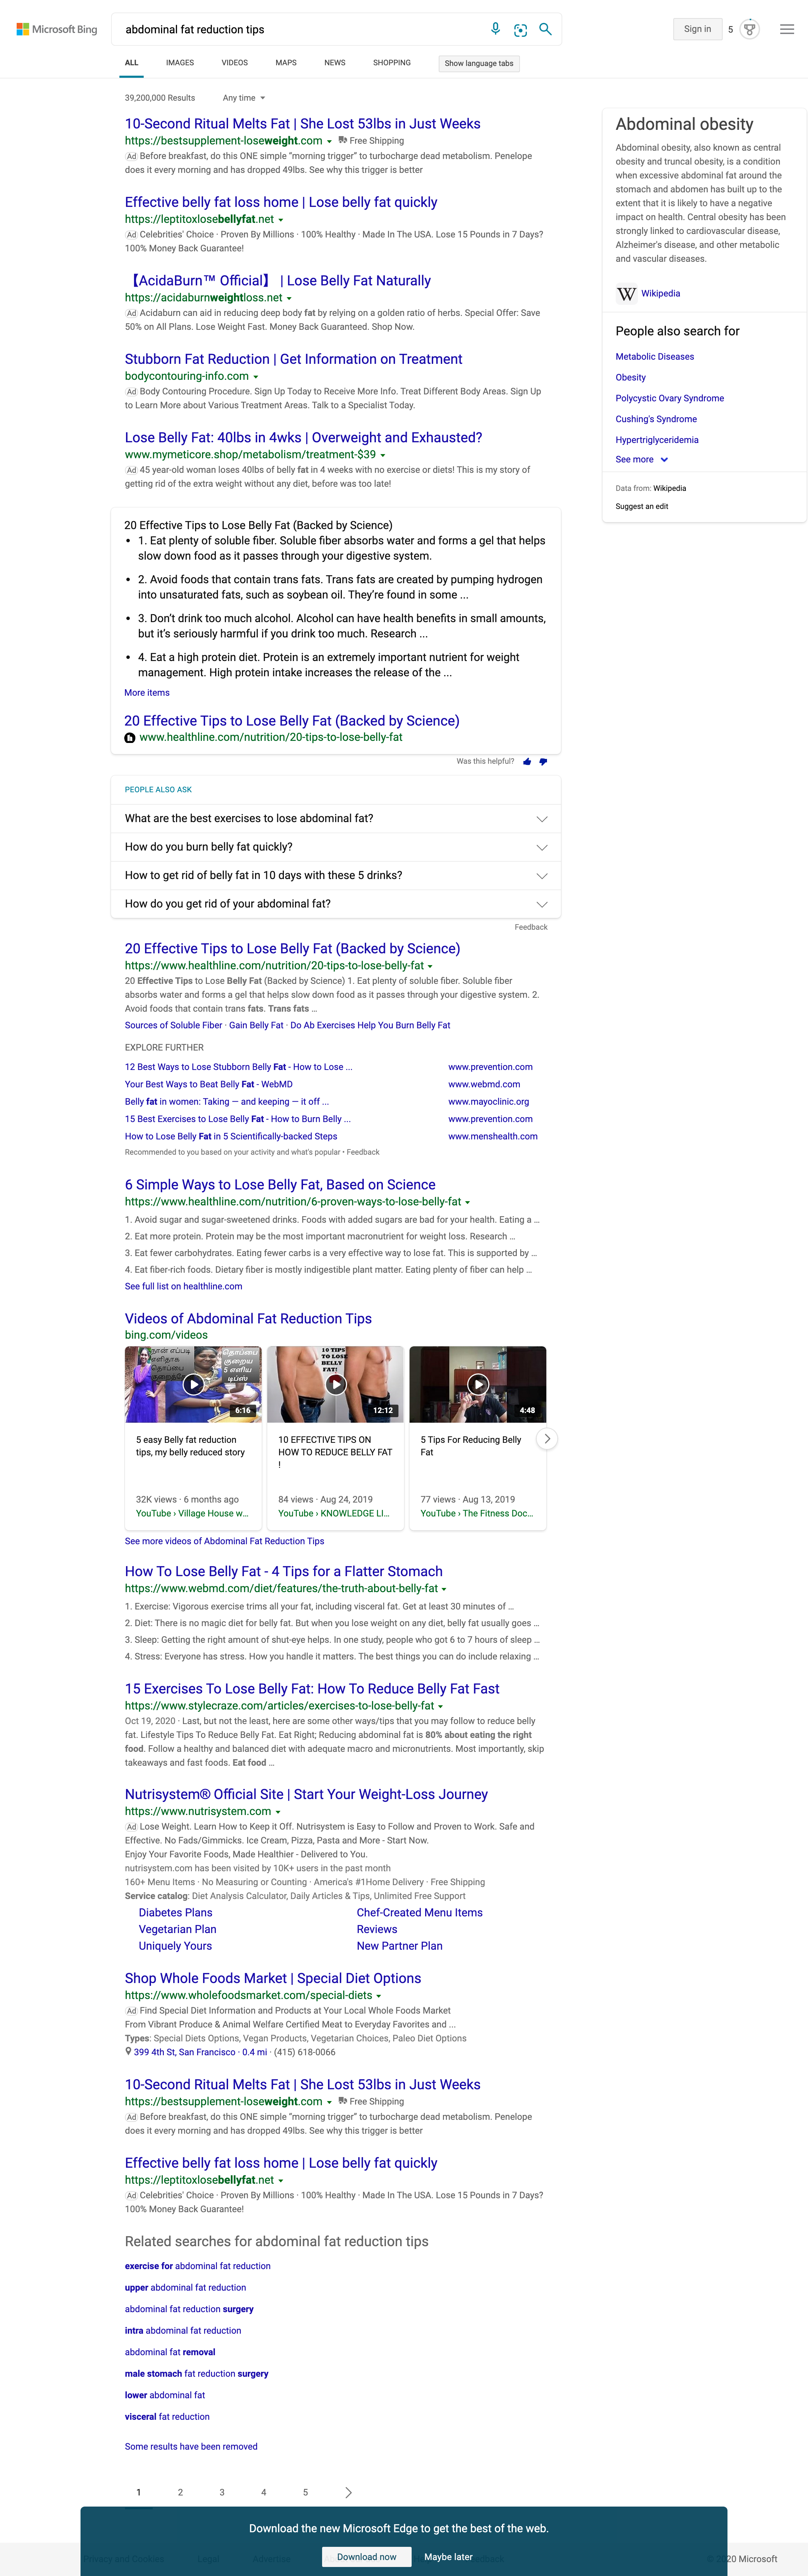 Microsoft Bing
abdominal fat reduction tips
Sign in
5
ALL IMAGES VIDEOS MAPS NEWS SHOPPING Show language tabs
39,200,000 Results Any time
10-Second Ritual Melts Fat | She Lost 53lbs in Just Weeks
https://bestsupplement-loseweight.com Free Shipping
Ad Before breakfast, do this ONE simple “morning trigger” to turbocharge dead metabolism. Penelope
does it every morning and has dropped 49lbs. See why this trigger is better
Effective belly fat loss home | Lose belly fat quickly
https://leptitoxlosebellyfat.net
Ad Celebrities' Choice · Proven By Millions · 100% Healthy · Made In The USA. Lose 15 Pounds in 7 Days?
100% Money Back Guarantee!
【AcidaBurn™ Official】 | Lose Belly Fat Naturally
https://acidaburnweightloss.net
Ad Acidaburn can aid in reducing deep body fat by relying on a golden ratio of herbs. Special Offer: Save
50% on All Plans. Lose Weight Fast. Money Back Guaranteed. Shop Now.
Stubborn Fat Reduction | Get Information on Treatment
bodycontouring-info.com
Ad Body Contouring Procedure. Sign Up Today to Receive More Info. Treat Different Body Areas. Sign Up
to Learn More about Various Treatment Areas. Talk to a Specialist Today.
Lose Belly Fat: 40lbs in 4wks | Overweight and Exhausted?
www.mymeticore.shop/metabolism/treatment-$39
Ad 45 year-old woman loses 40lbs of belly fat in 4 weeks with no exercise or diets! This is my story of
getting rid of the extra weight without any diet, before was too late!
20 Effective Tips to Lose Belly Fat (Backed by Science)
• 1. Eat plenty of soluble fiber. Soluble fiber absorbs water and forms a gel that helps
slow down food as it passes through your digestive system.
• 2. Avoid foods that contain trans fats. Trans fats are created by pumping hydrogen
into unsaturated fats, such as soybean oil. They’re found in some ...
• 3. Don’t drink too much alcohol. Alcohol can have health benefits in small amounts,
but it’s seriously harmful if you drink too much. Research ...
• 4. Eat a high protein diet. Protein is an extremely important nutrient for weight
management. High protein intake increases the release of the ...
More items
20 Effective Tips to Lose Belly Fat (Backed by Science)
www.healthline.com/nutrition/20-tips-to-lose-belly-fat
Was this helpful?
PEOPLE ALSO ASK
What are the best exercises to lose abdominal fat?
How do you burn belly fat quickly?
How to get rid of belly fat in 10 days with these 5 drinks?
How do you get rid of your abdominal fat?
Feedback
20 Effective Tips to Lose Belly Fat (Backed by Science)
https://www.healthline.com/nutrition/20-tips-to-lose-belly-fat
20 Effective Tips to Lose Belly Fat (Backed by Science) 1. Eat plenty of soluble fiber. Soluble fiber
absorbs water and forms a gel that helps slow down food as it passes through your digestive system. 2.
Avoid foods that contain trans fats. Trans fats ...
Sources of Soluble Fiber · Gain Belly Fat · Do Ab Exercises Help You Burn Belly Fat
EXPLORE FURTHER
12 Best Ways to Lose Stubborn Belly Fat - How to Lose ... www.prevention.com
Your Best Ways to Beat Belly Fat - WebMD www.webmd.com
Belly fat in women: Taking — and keeping — it off ... www.mayoclinic.org
15 Best Exercises to Lose Belly Fat - How to Burn Belly ... www.prevention.com
How to Lose Belly Fat in 5 Scientifically-backed Steps www.menshealth.com
Recommended to you based on your activity and what's popular • Feedback
6 Simple Ways to Lose Belly Fat, Based on Science
https://www.healthline.com/nutrition/6-proven-ways-to-lose-belly-fat
1. Avoid sugar and sugar-sweetened drinks. Foods with added sugars are bad for your health. Eating a ...
2. Eat more protein. Protein may be the most important macronutrient for weight loss. Research ...
3. Eat fewer carbohydrates. Eating fewer carbs is a very effective way to lose fat. This is supported by ...
4. Eat fiber-rich foods. Dietary fiber is mostly indigestible plant matter. Eating plenty of fiber can help ...
See full list on healthline.com
Videos of Abdominal Fat Reduction Tips
bing.com/videos
நான் எப்படி
எளிதாக
தொப்பை
6:16
தொப்பை
குறைய
5 எளிய
டிப்ஸ்
10 TIPS
TO LOSE
BELLY
FAT!
12:12
4:48
5 easy Belly fat reduction
tips, my belly reduced story
32K views · 6 months ago
YouTube › Village House w...
10 EFFECTIVE TIPS ON
HOW TO REDUCE BELLY FAT
!
84 views · Aug 24, 2019
YouTube › KNOWLEDGE LI...
5 Tips For Reducing Belly
Fat
77 views · Aug 13, 2019
YouTube › The Fitness Doc...
See more videos of Abdominal Fat Reduction Tips
How To Lose Belly Fat - 4 Tips for a Flatter Stomach
https://www.webmd.com/diet/features/the-truth-about-belly-fat
1. Exercise: Vigorous exercise trims all your fat, including visceral fat. Get at least 30 minutes of ...
2. Diet: There is no magic diet for belly fat. But when you lose weight on any diet, belly fat usually goes ...
3. Sleep: Getting the right amount of shut-eye helps. In one study, people who got 6 to 7 hours of sleep ...
4. Stress: Everyone has stress. How you handle it matters. The best things you can do include relaxing ...
15 Exercises To Lose Belly Fat: How To Reduce Belly Fat Fast
https://www.stylecraze.com/articles/exercises-to-lose-belly-fat
Oct 19, 2020 · Last, but not the least, here are some other ways/tips that you may follow to reduce belly
fat. Lifestyle Tips To Reduce Belly Fat. Eat Right; Reducing abdominal fat is 80% about eating the right
food. Follow a healthy and balanced diet with adequate macro and micronutrients. Most importantly, skip
takeaways and fast foods. Eat food ...
Nutrisystem® Official Site | Start Your Weight-Loss Journey
https://www.nutrisystem.com
Ad Lose Weight. Learn How to Keep it Off. Nutrisystem is Easy to Follow and Proven to Work. Safe and
Effective. No Fads/Gimmicks. Ice Cream, Pizza, Pasta and More - Start Now.
Enjoy Your Favorite Foods, Made Healthier - Delivered to You.
nutrisystem.com has been visited by 10K+ users in the past month
160+ Menu Items · No Measuring or Counting · America's #1Home Delivery · Free Shipping
Service catalog: Diet Analysis Calculator, Daily Articles & Tips, Unlimited Free Support
Diabetes Plans Chef-Created Menu Items
Vegetarian Plan Reviews
Uniquely Yours New Partner Plan
Shop Whole Foods Market | Special Diet Options
https://www.wholefoodsmarket.com/special-diets
Ad Find Special Diet Information and Products at Your Local Whole Foods Market
From Vibrant Produce & Animal Welfare Certified Meat to Everyday Favorites and ...
Types: Special Diets Options, Vegan Products, Vegetarian Choices, Paleo Diet Options
399 4th St, San Francisco · 0.4 mi · (415) 618-0066
10-Second Ritual Melts Fat | She Lost 53lbs in Just Weeks
https://bestsupplement-loseweight.com Free Shipping
Ad Before breakfast, do this ONE simple “morning trigger” to turbocharge dead metabolism. Penelope
does it every morning and has dropped 49lbs. See why this trigger is better
Effective belly fat loss home | Lose belly fat quickly
https://leptitoxlosebellyfat.net
Ad Celebrities' Choice · Proven By Millions · 100% Healthy · Made In The USA. Lose 15 Pounds in 7 Days?
100% Money Back Guarantee!
Related searches for abdominal fat reduction tips
exercise for abdominal fat reduction
upper abdominal fat reduction
abdominal fat reduction surgery
intra abdominal fat reduction
abdominal fat removal
male stomach fat reduction surgery
lower abdominal fat
visceral fat reduction
Some results have been removed
1 2 3 4 5
Abdominal obesity
Abdominal obesity, also known as central
obesity and truncal obesity, is a condition
when excessive abdominal fat around the
stomach and abdomen has built up to the
extent that it is likely to have a negative
impact on health. Central obesity has been
strongly linked to cardiovascular disease,
Alzheimer's disease, and other metabolic
and vascular diseases.
W Wikipedia
People also search for
Metabolic Diseases
Obesity
Polycystic Ovary Syndrome
Cushing's Syndrome
Hypertriglyceridemia
See more
Data from: Wikipedia
Suggest an edit
Download the new Microsoft Edge to get the best of the web.
Download now Maybe later
20 Microsoft